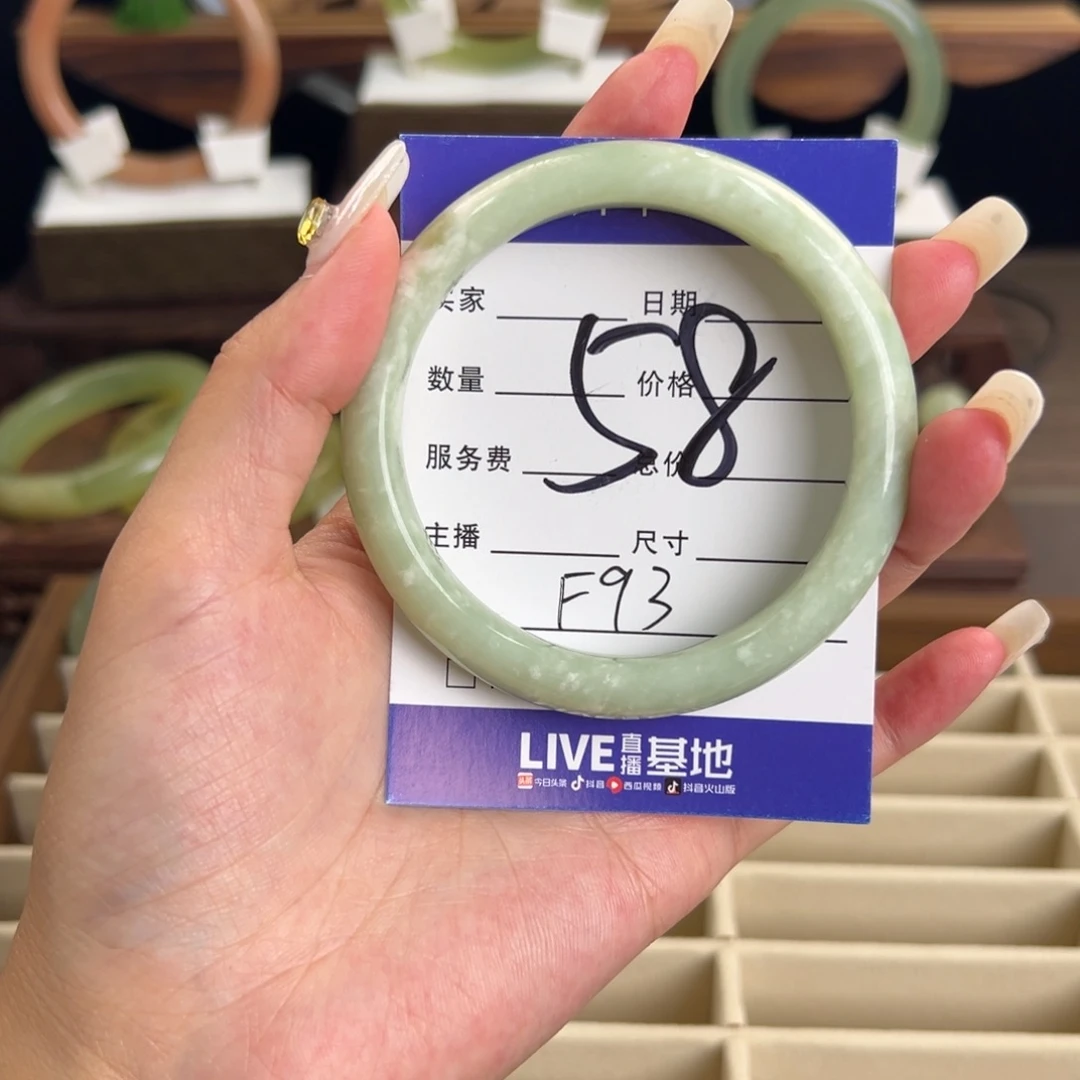 买家 日期
58
数量 价格
服务费 总价
主播 尺寸
F93
LIVE直播基地
今日头条 抖音 西瓜视频 抖音火山版